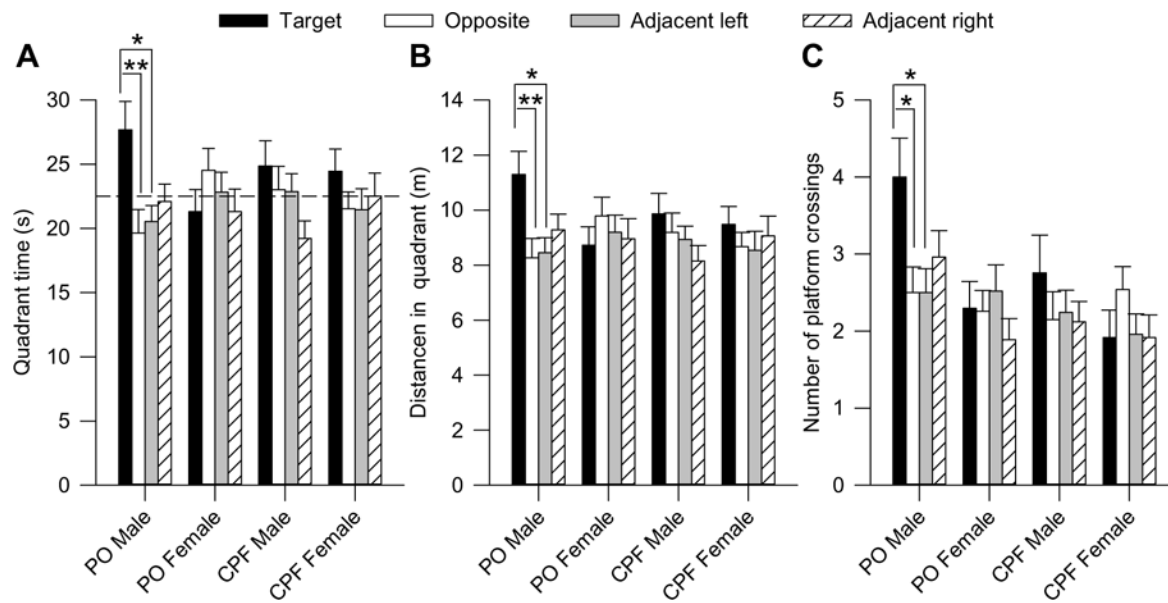 Target Opposite Adjacent left Adjacent right
A
*
**
30
25
20
15
10
5
0
Quadrant time (s)
PO Male
PO Female
CPF Male
CPF Female
B
*
**
14
12
10
8
6
4
2
0
Distancen in quadrant (m)
PO Male
PO Female
CPF Male
CPF Female
C
*
*
5
4
3
2
1
0
Number of platform crossings
PO Male
PO Female
CPF Male
CPF Female